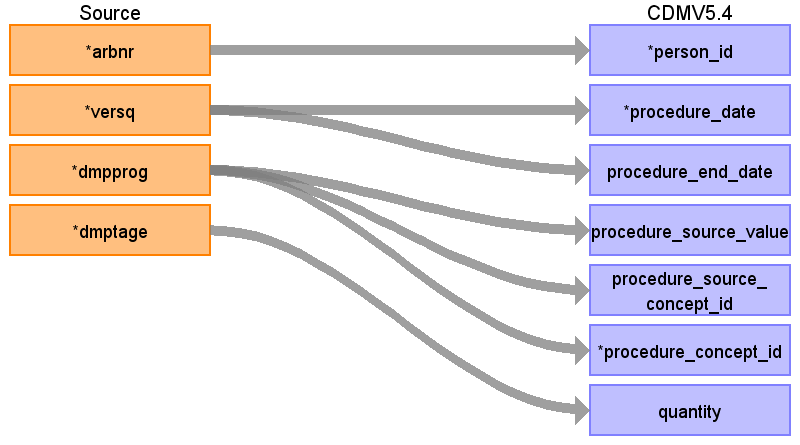 Source
CDMV5.4
*arbnr
*person_id
*versq
*procedure_date
*dmpprog
procedure_end_date
*dmptage
procedure_source_value
procedure_source_
concept_id
*procedure_concept_id
quantity